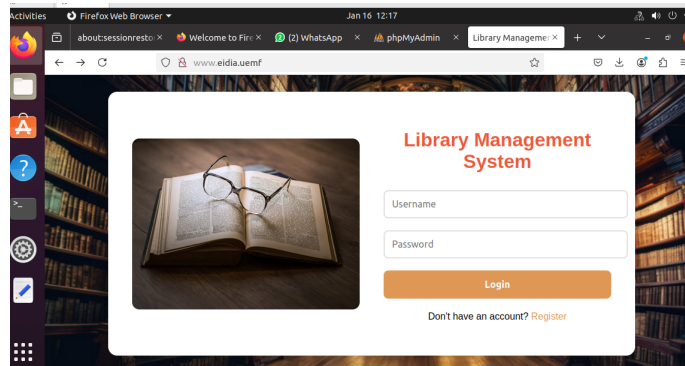 Activities Firefox Web Browser Jan 16 12:17
about:sessionresto Welcome to Fire (2) WhatsApp phpMyAdmin Library Managemen
www.eidia.uemf
Library Management
System
Username
Password
Login
Don't have an account? Register